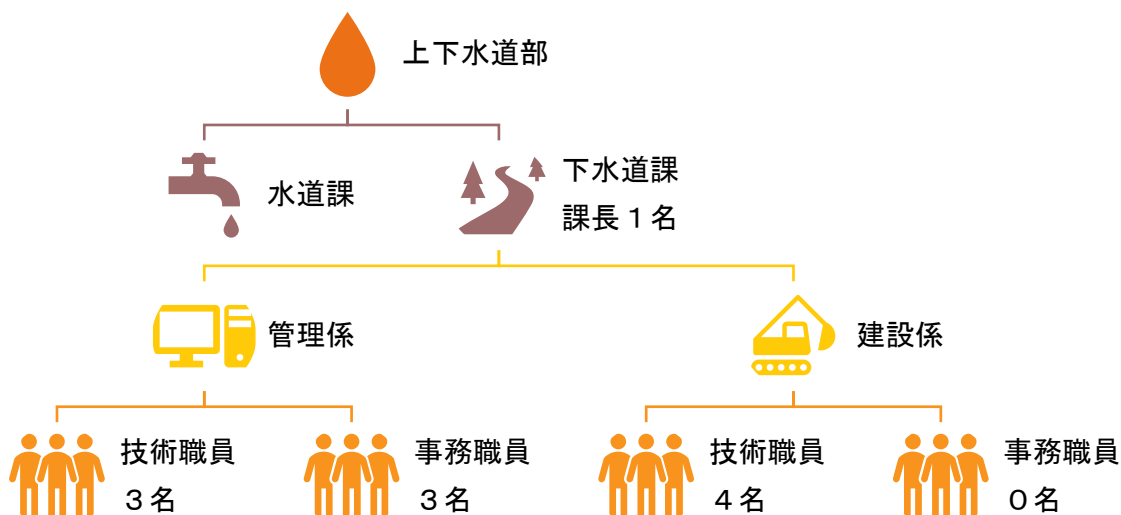 上下水道部
水道課
下水道課
課長１名
管理係
建設係
技術職員
３名
事務職員
３名
技術職員
４名
事務職員
０名